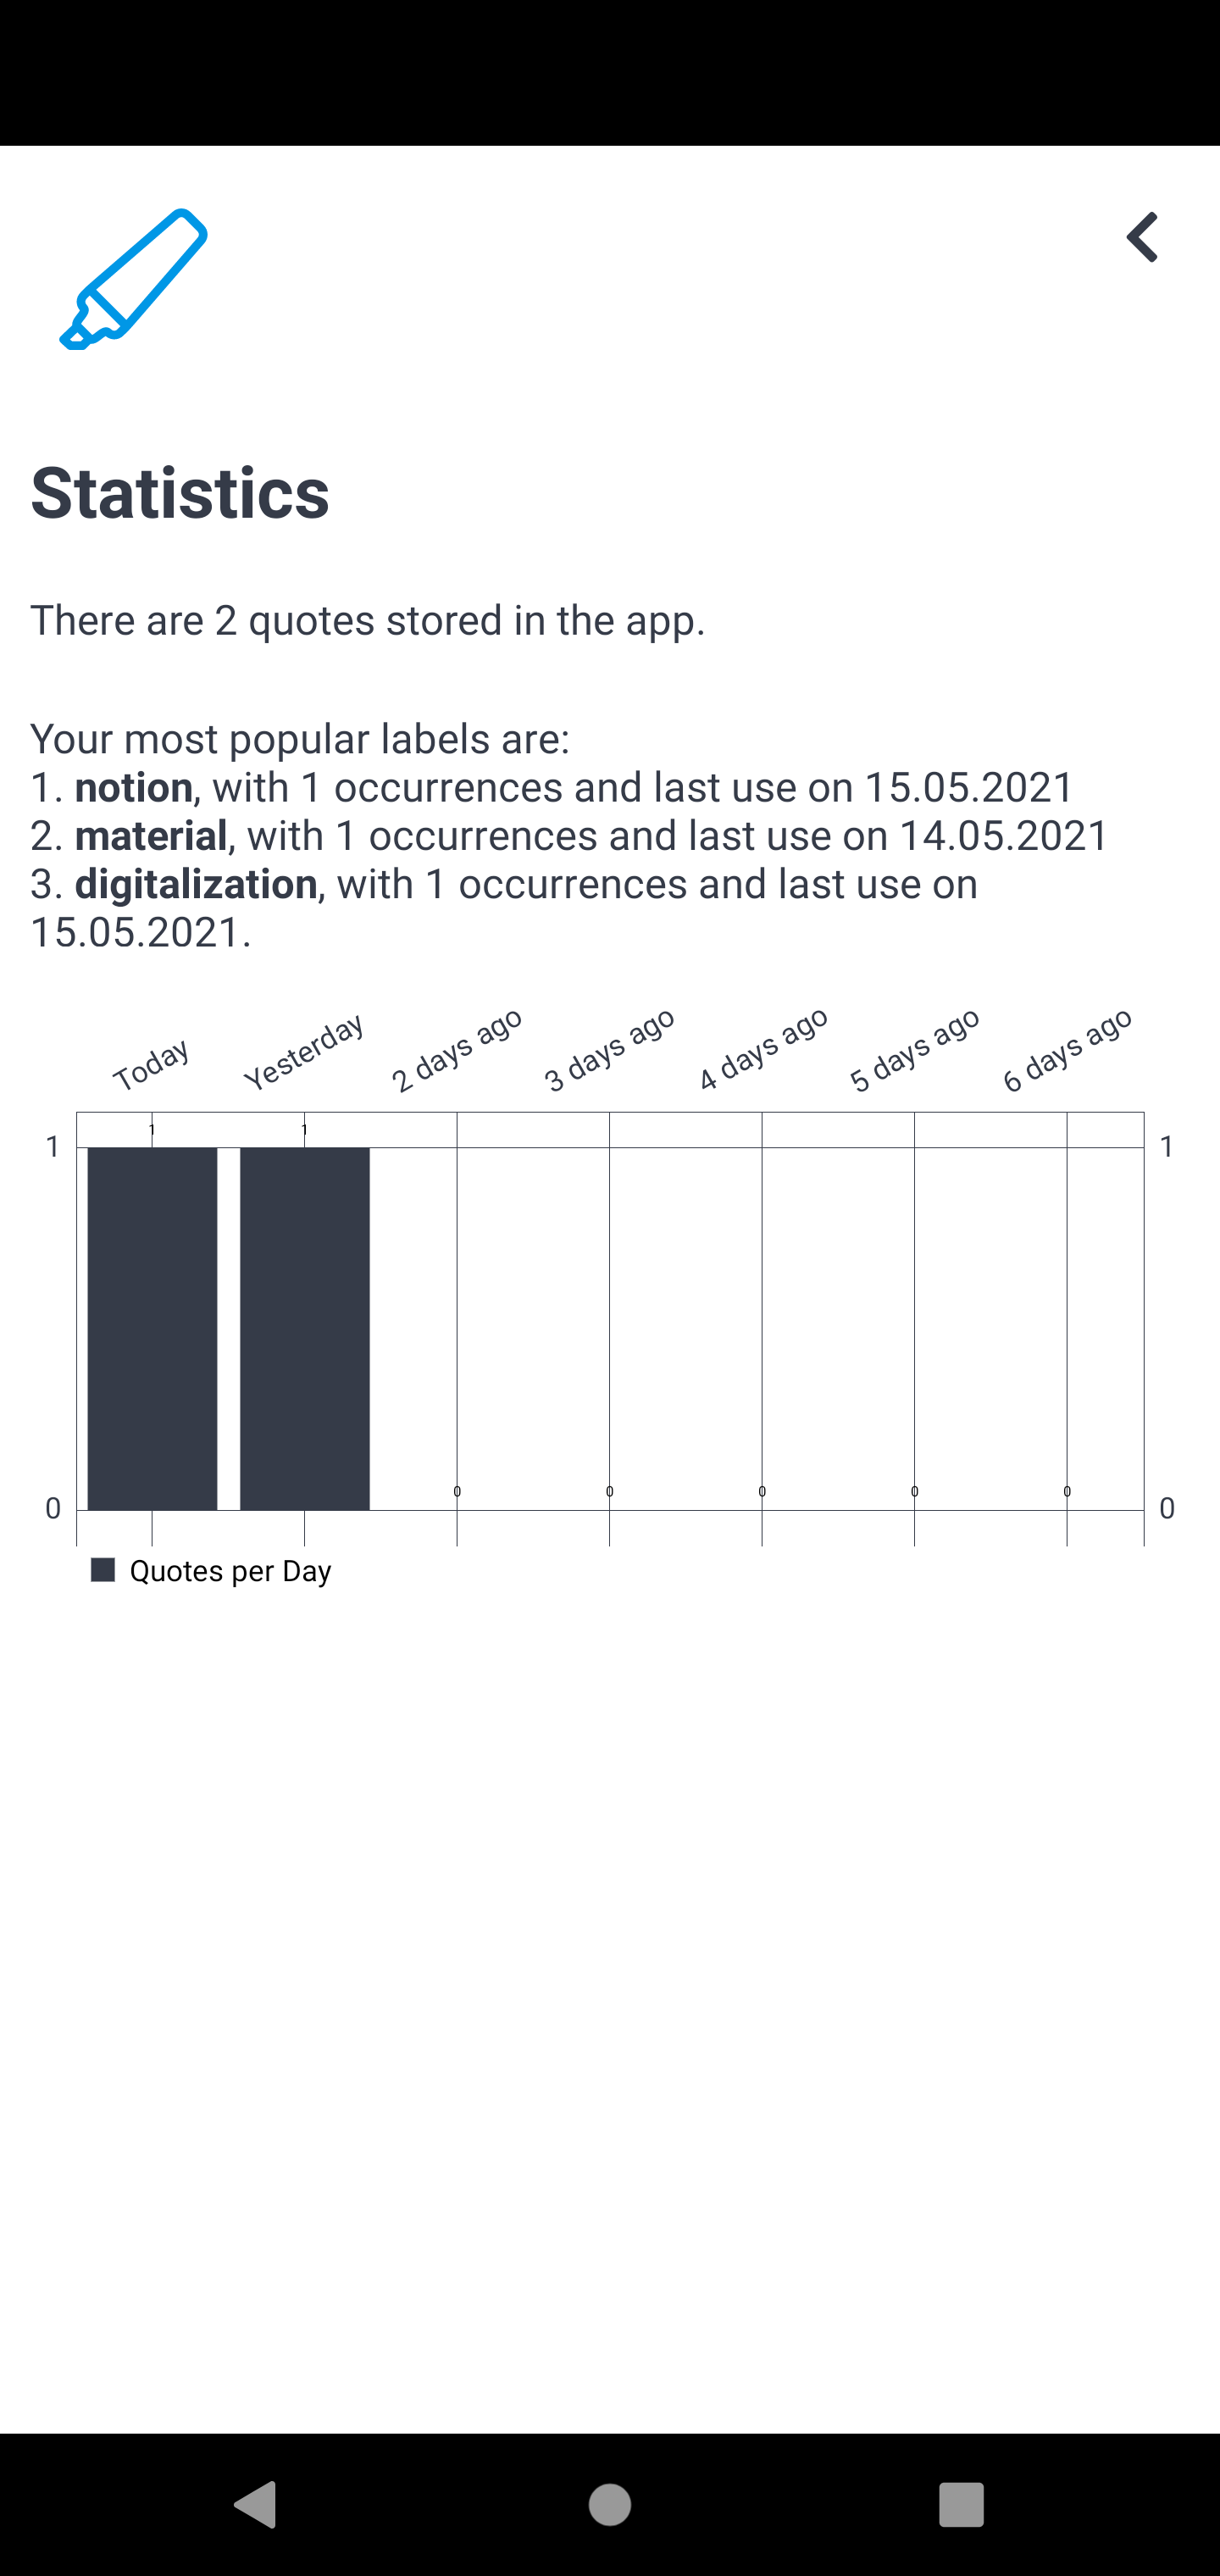 Statistics
There are 2 quotes stored in the app.
Your most popular labels are:
1. notion, with 1 occurrences and last use on 15.05.2021
2. material, with 1 occurrences and last use on 14.05.2021
3. digitalization, with 1 occurrences and last use on
15.05.2021.
Today Yesterday 2 days ago 3 days ago 4 days ago 5 days ago 6 days ago
1 1
1 1
0 0 0 0 0
0 0
Quotes per Day